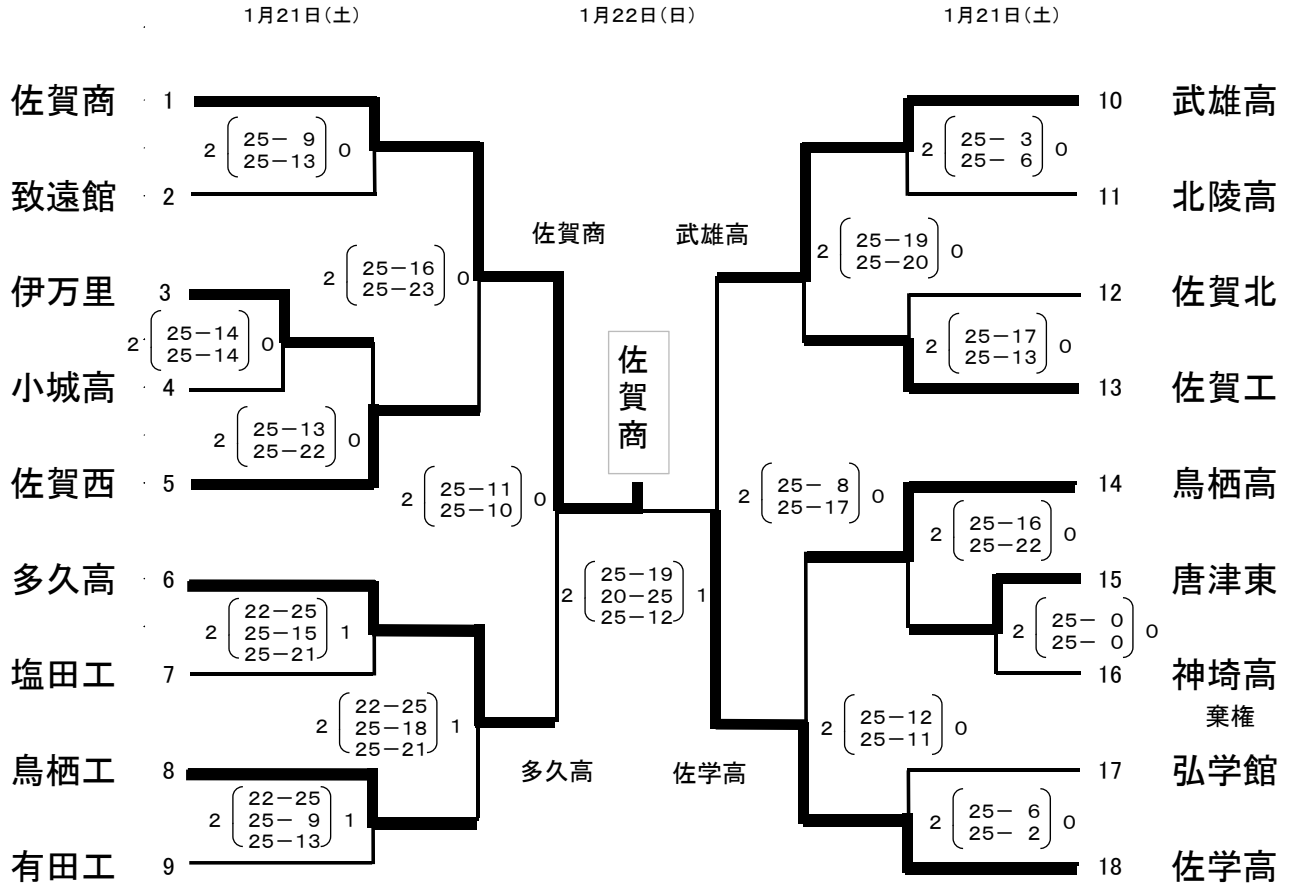 1月21日(土) 1月22日(日) 1月21日(土)
佐賀商 1
2 25－ 9 0
25－13
致遠館 2
伊万里 3
2 25－14 0
25－14
小城高 4
2 25－13 0
25－22
佐賀西 5
2 25－16 0
25－23
多久高 6
2 22－25 1
25－15
25－21
塩田工 7
2 22－25 1
25－18
25－21
鳥栖工 8
2 22－25 1
25－ 9
25－13
有田工 9
2 25－11 0
25－10
佐賀商 武雄高
佐賀商
2 25－19 1
20－25
25－12
多久高 佐学高
10 武雄高
2 25－ 3 0
25－ 6
11 北陵高
2 25－19 0
25－20
12 佐賀北
2 25－17 0
25－13
13 佐賀工
2 25－ 8 0
25－17
14 鳥栖高
2 25－16 0
25－22
15 唐津東
2 25－ 0 0
25－ 0
16 神埼高
棄権
2 25－12 0
25－11
17 弘学館
2 25－ 6 0
25－ 2
18 佐学高